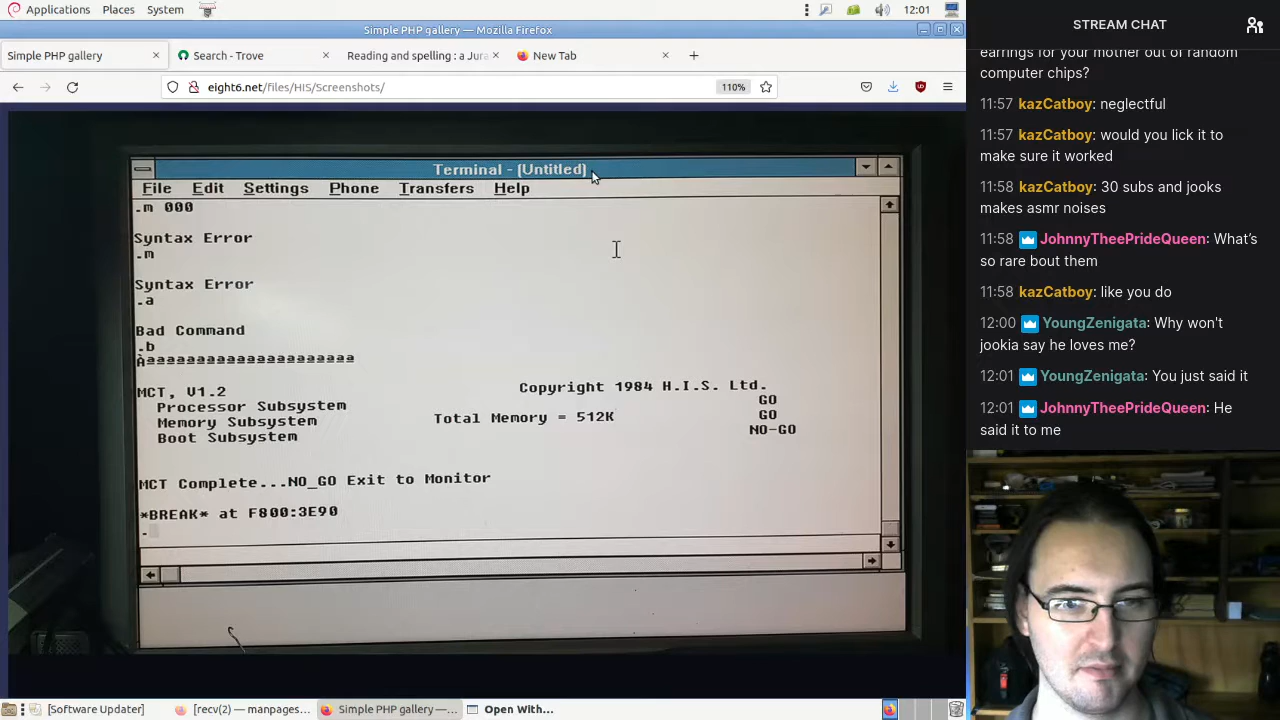 Applications Places System 12:01
Simple PHP gallery — Mozilla Firefox
Simple PHP gallery
Search - Trove
Reading and spelling : a Jura
New Tab
eight6.net/files/HIS/Screenshots/
110%
Terminal - [Untitled]
File Edit Settings Phone Transfers Help
.m 000
Syntax Error
.m
Syntax Error
.a
Bad Command
.b
Àaaaaaaaaaaaaaaaaaaaa
MCT, V1.2 Copyright 1984 H.I.S. Ltd.
Processor Subsystem GO
Memory Subsystem Total Memory = 512K GO
Boot Subsystem NO-GO
MCT Complete...NO_GO Exit to Monitor
*BREAK* at F800:3E90
.
[Software Updater]
[recv(2) — manpages...
Simple PHP gallery —...
Open With...
STREAM CHAT
earrings for your mother out of random
computer chips?
11:57 kazCatboy: neglectful
11:57 kazCatboy: would you lick it to
make sure it worked
11:58 kazCatboy: 30 subs and jooks
makes asmr noises
11:58 JohnnyTheePrideQueen: What's
so rare bout them
11:58 kazCatboy: like you do
12:00 YoungZenigata: Why won't
jookia say he loves me?
12:01 YoungZenigata: You just said it
12:01 JohnnyTheePrideQueen: He
said it to me